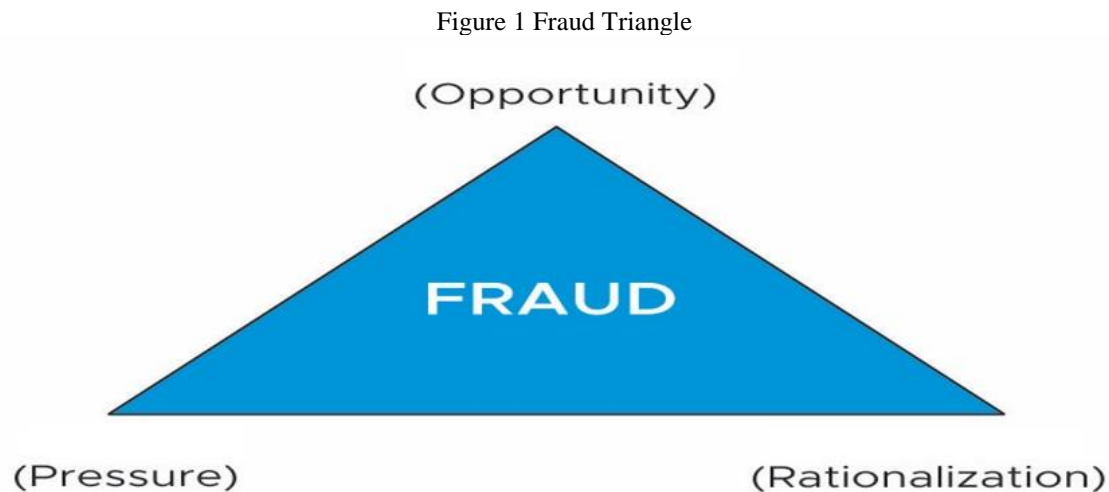 Figure 1 Fraud Triangle
(Opportunity)
FRAUD
(Pressure)
(Rationalization)